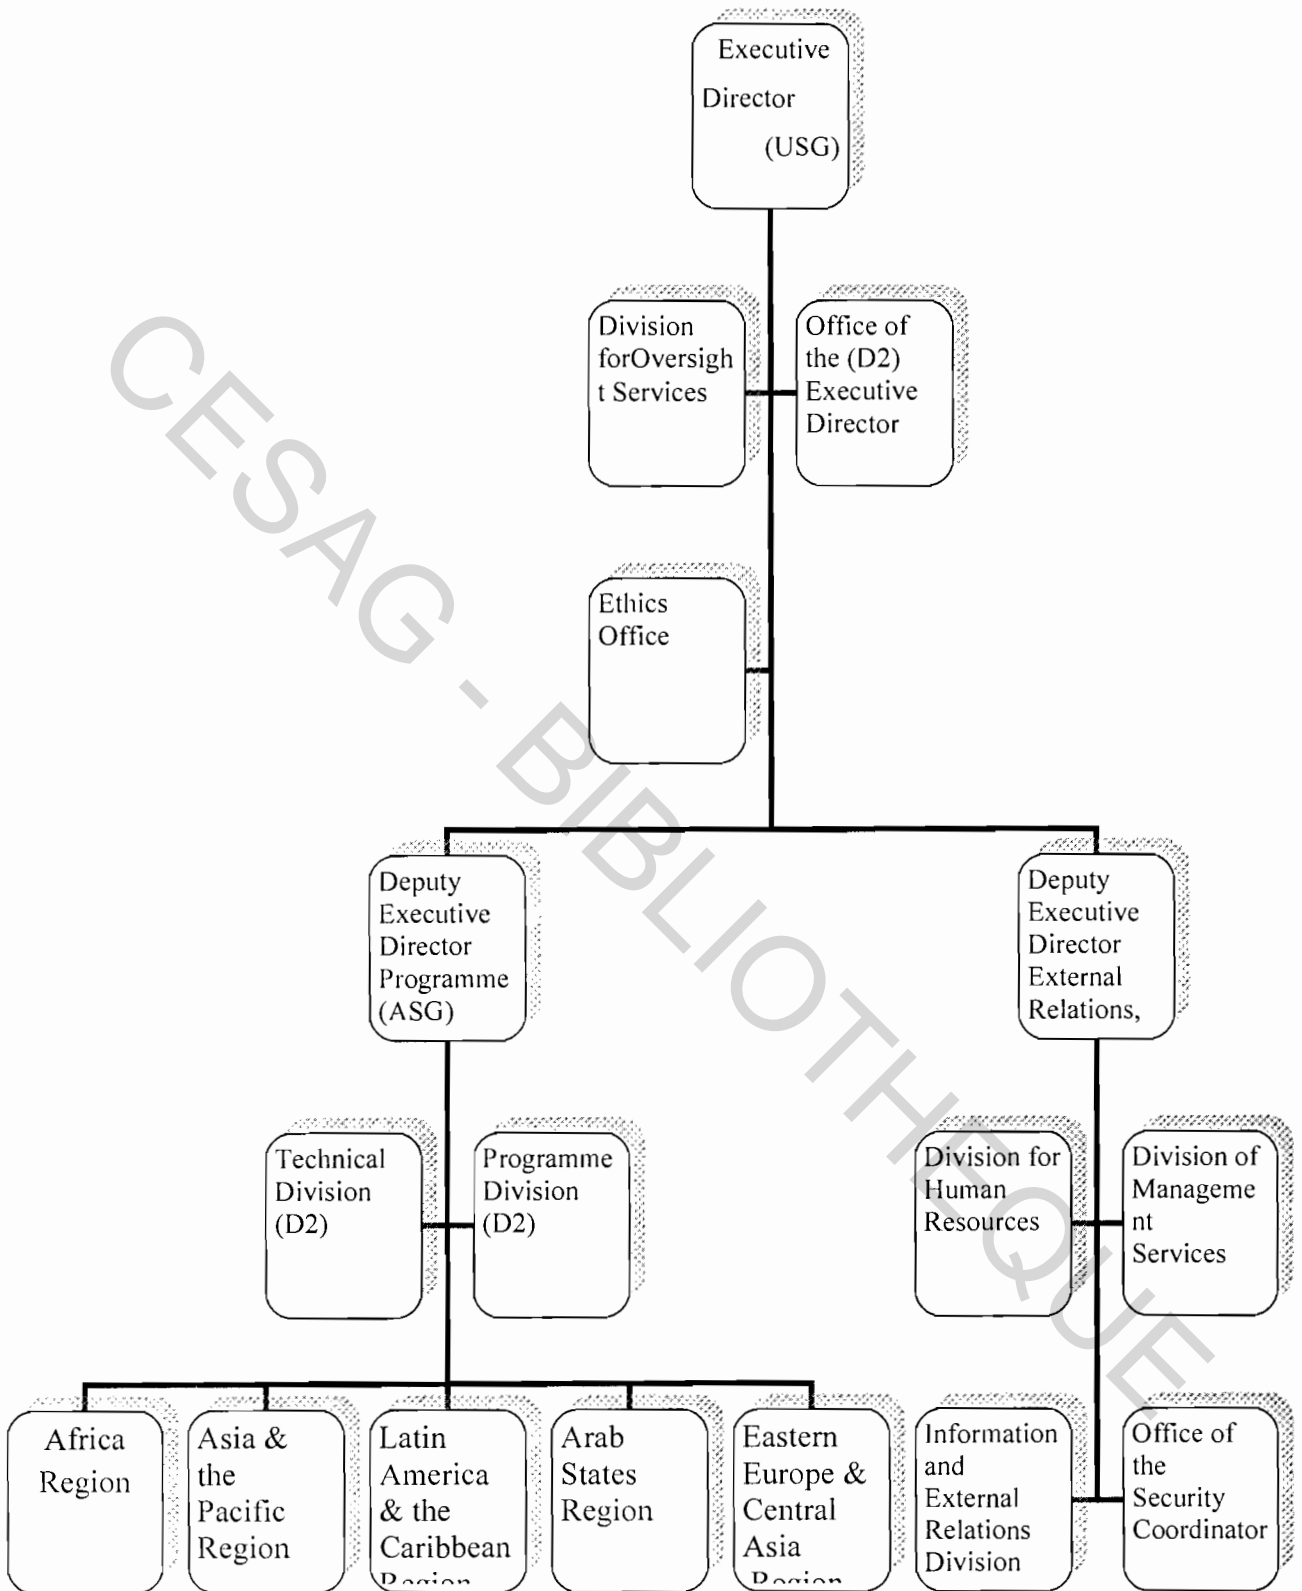 Executive
Director
(USG)
Division
forOversigh
t Services
Office of
the (D2)
Executive
Director
Ethics
Office
Deputy
Executive
Director
Programme
(ASG)
Deputy
Executive
Director
External
Relations,
Technical
Division
(D2)
Programme
Division
(D2)
Division for
Human
Resources
Division of
Manageme
nt
Services
Africa
Region
Asia &
the
Pacific
Region
Latin
America
& the
Caribbean
Region
Arab
States
Region
Eastern
Europe &
Central
Asia
Region
Information
and
External
Relations
Division
Office of
the
Security
Coordinator
CESAG - BIBLIOTHEQUE